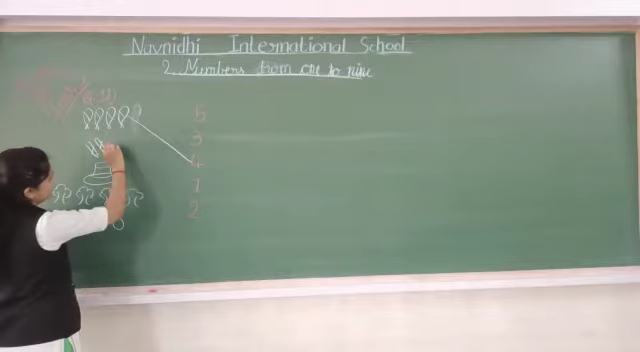 Navnidhi International School
2. Numbers from one to nine
5
3
4
1
2